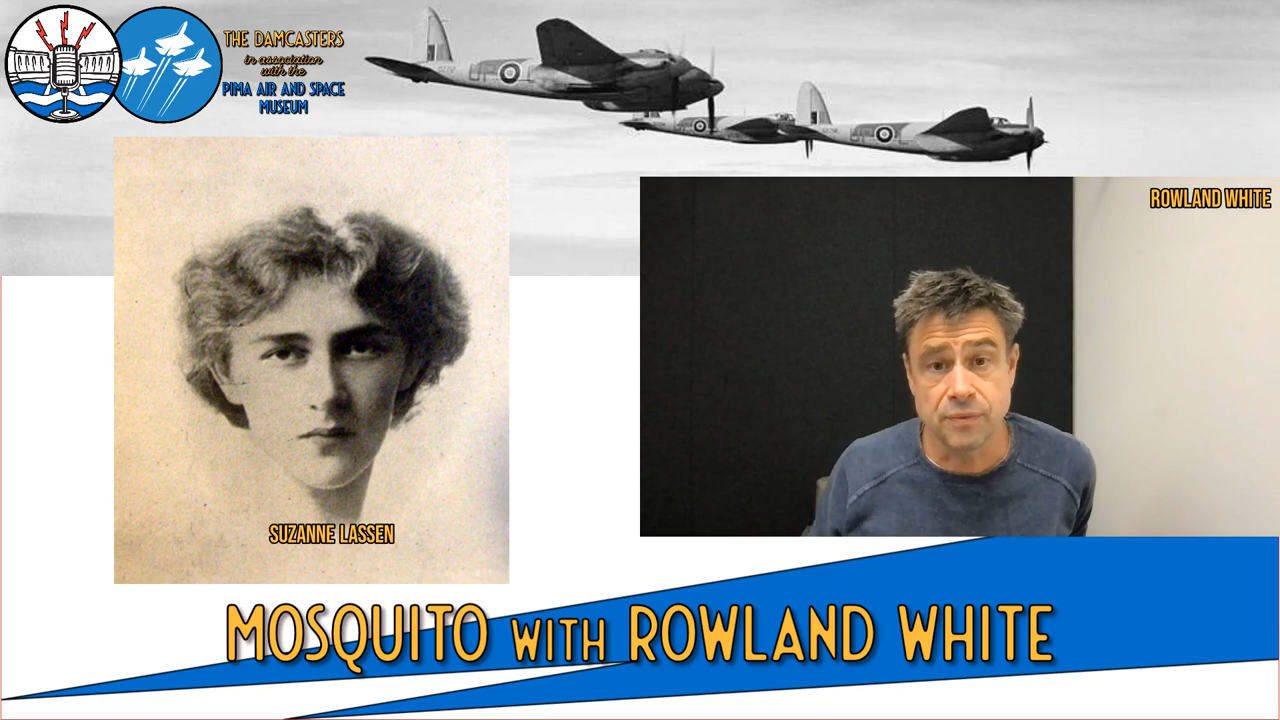 THE DAMCASTERS
in association
with the
PIMA AIR AND SPACE
MUSEUM
ROWLAND WHITE
SUZANNE LASSEN
MOSQUITO WITH ROWLAND WHITE